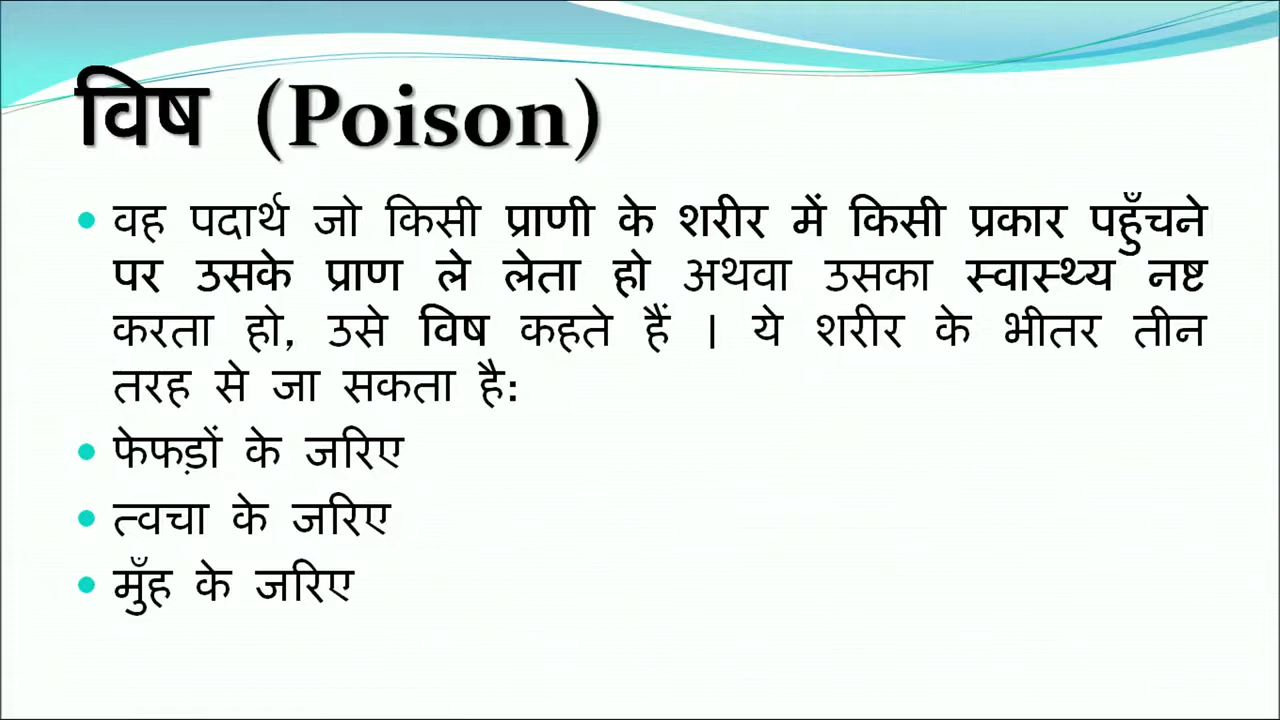 विष (Poison)
• वह पदार्थ जो किसी प्राणी के शरीर में किसी प्रकार पहुँचने
पर उसके प्राण ले लेता हो अथवा उसका स्वास्थ्य नष्ट
करता हो, उसे विष कहते हैं । ये शरीर के भीतर तीन
तरह से जा सकता है:
• फेफड़ों के जरिए
• त्वचा के जरिए
• मुँह के जरिए